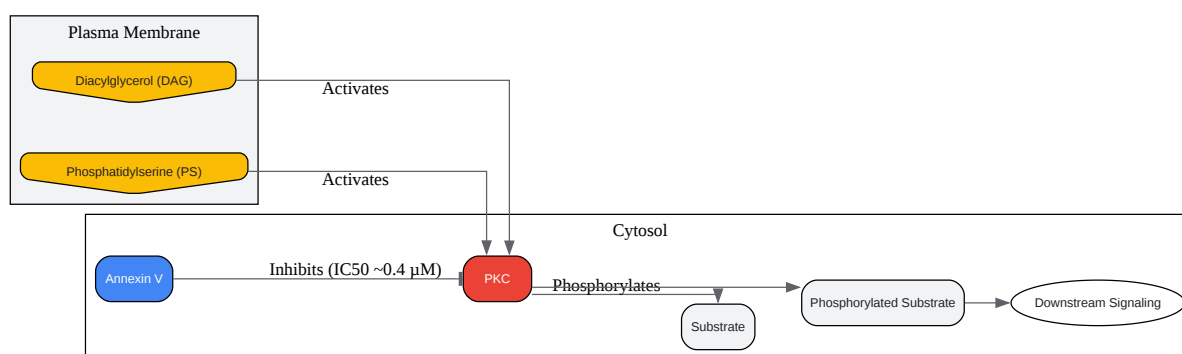 Plasma Membrane
Diacylglycerol (DAG)
Activates
Phosphatidylserine (PS)
Activates
Cytosol
Annexin V
Inhibits (IC50 ~0.4 µM)
PKC
Phosphorylates
Phosphorylated Substrate
Downstream Signaling
Substrate